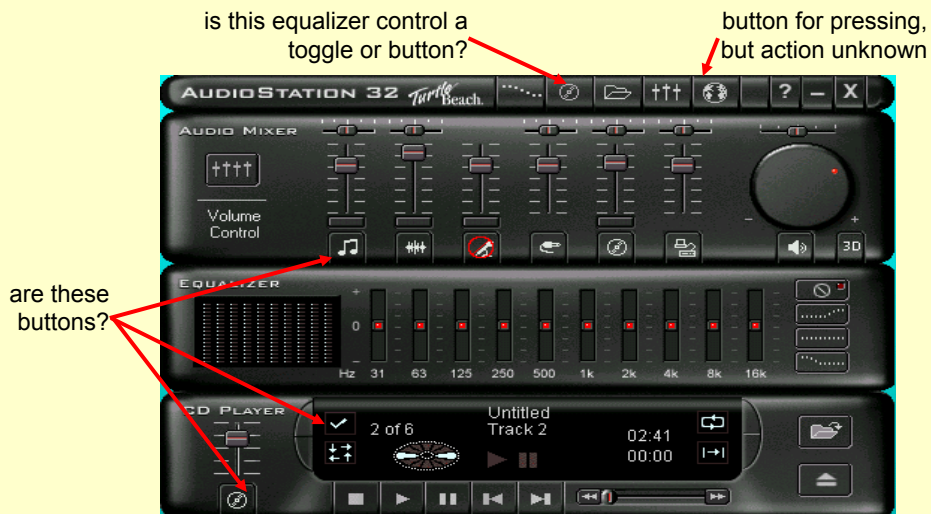 is this equalizer control a
toggle or button?
button for pressing,
but action unknown
AUDIOSTATION 32 Turtle Beach. ? – X
AUDIO MIXER
Volume
Control
- +
3D
are these
buttons?
EQUALIZER
+
0
-
Hz 31 63 125 250 500 1k 2k 4k 8k 16k
CD PLAYER
Untitled
2 of 6 Track 2
02:41
00:00